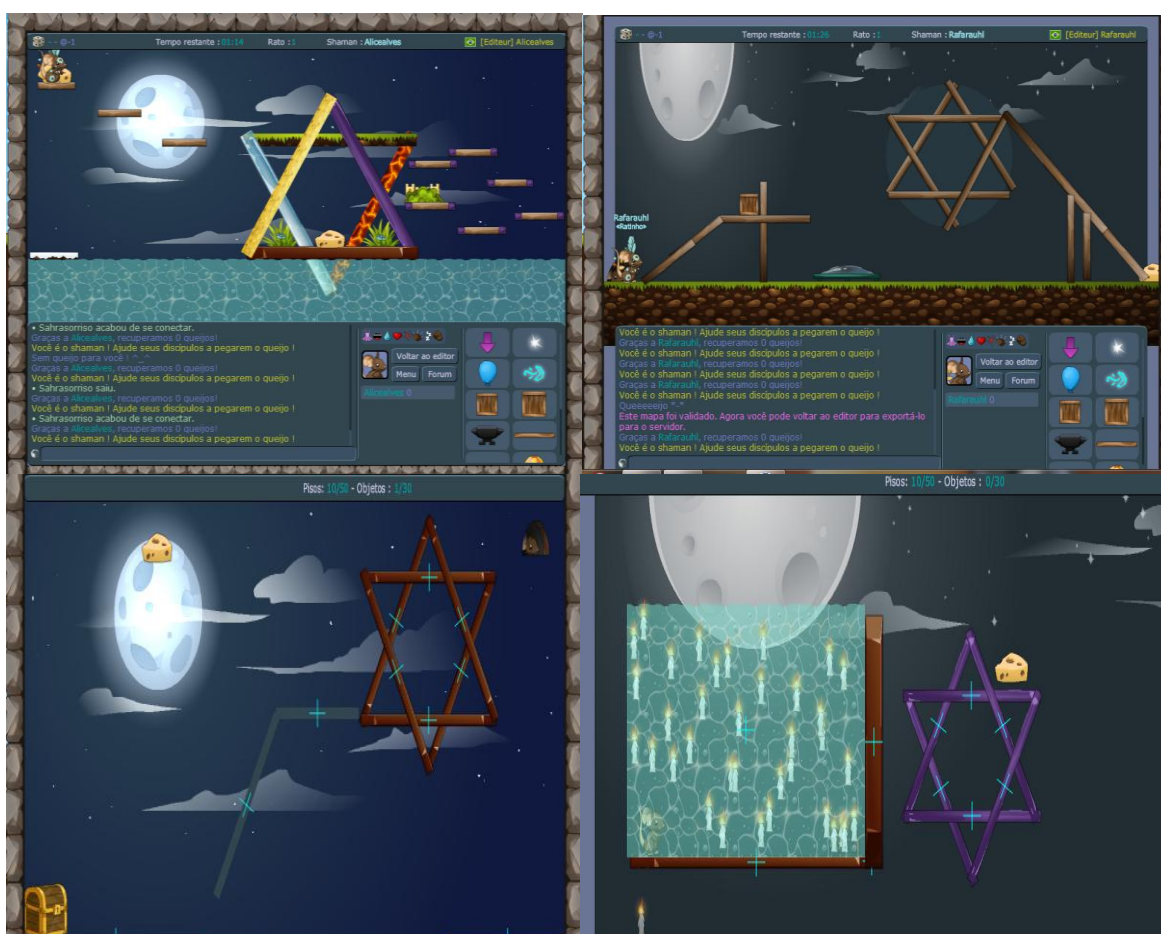 - - @-1 Tempo restante : 01:14 Rato : 1 Shaman : Alicealves [Editeur] Alicealves
• Sahrasorriso acabou de se conectar.
Graças a Alicealves, recuperamos 0 queijos!
Você é o shaman ! Ajude seus discípulos a pegarem o queijo !
Sem queijo para você ! ^_^
Graças a Alicealves, recuperamos 0 queijos!
Você é o shaman ! Ajude seus discípulos a pegarem o queijo !
• Sahrasorriso saiu.
Graças a Alicealves, recuperamos 0 queijos!
Você é o shaman ! Ajude seus discípulos a pegarem o queijo !
• Sahrasorriso acabou de se conectar.
Graças a Alicealves, recuperamos 0 queijos!
Você é o shaman ! Ajude seus discípulos a pegarem o queijo !
Voltar ao editor
Menu Forum
Alicealves 0
- - @-1 Tempo restante : 01:26 Rato : Shaman : Rafarauhl [Editeur] Rafarauhl
Rafarauhl
«Ratinho»
Você é o shaman ! Ajude seus discípulos a pegarem o queijo !
Graças a Rafarauhl, recuperamos 0 queijos!
Você é o shaman ! Ajude seus discípulos a pegarem o queijo !
Graças a Rafarauhl, recuperamos 0 queijos!
Você é o shaman ! Ajude seus discípulos a pegarem o queijo !
Graças a Rafarauhl, recuperamos 0 queijos!
Você é o shaman ! Ajude seus discípulos a pegarem o queijo !
Queeeeeijo ^-^
Este mapa foi validado. Agora você pode voltar ao editor para exportá-lo
para o servidor.
Graças a Rafarauhl, recuperamos 0 queijos!
Você é o shaman ! Ajude seus discípulos a pegarem o queijo !
Voltar ao editor
Menu Forum
Rafarauhl 0
Pisos: 10/50 - Objetos : 1/30
Pisos: 10/50 - Objetos : 0/30